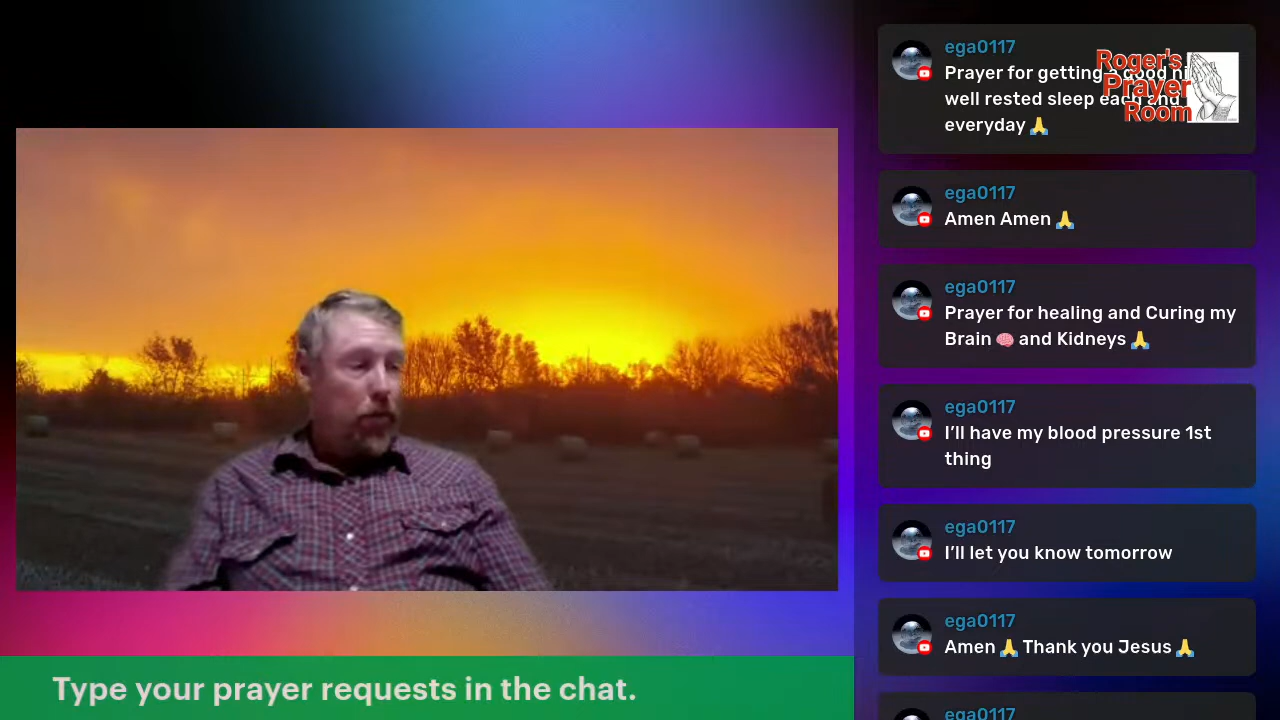 ega0117
Prayer for getting good
well rested sleep each and
everyday 🙏
Roger's
Prayer
Room
ega0117
Amen Amen 🙏
ega0117
Prayer for healing and Curing my
Brain 🧠 and Kidneys 🙏
ega0117
I'll have my blood pressure 1st
thing
ega0117
I'll let you know tomorrow
ega0117
Amen 🙏 Thank you Jesus 🙏
ega0117
Type your prayer requests in the chat.